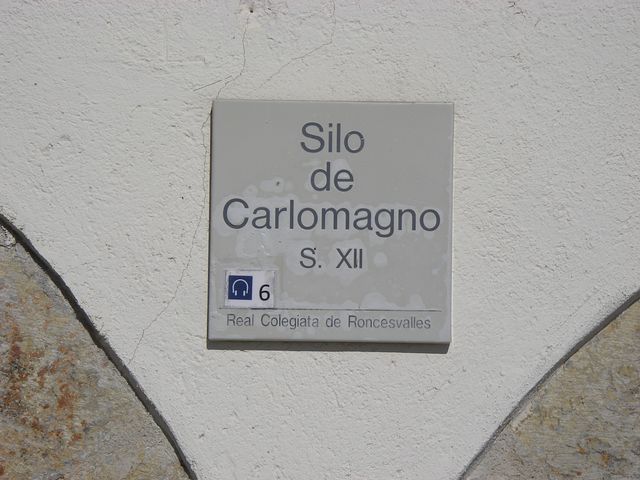 Silo
de
Carlomagno
S. XII
6
Real Colegiata de Roncesvalles